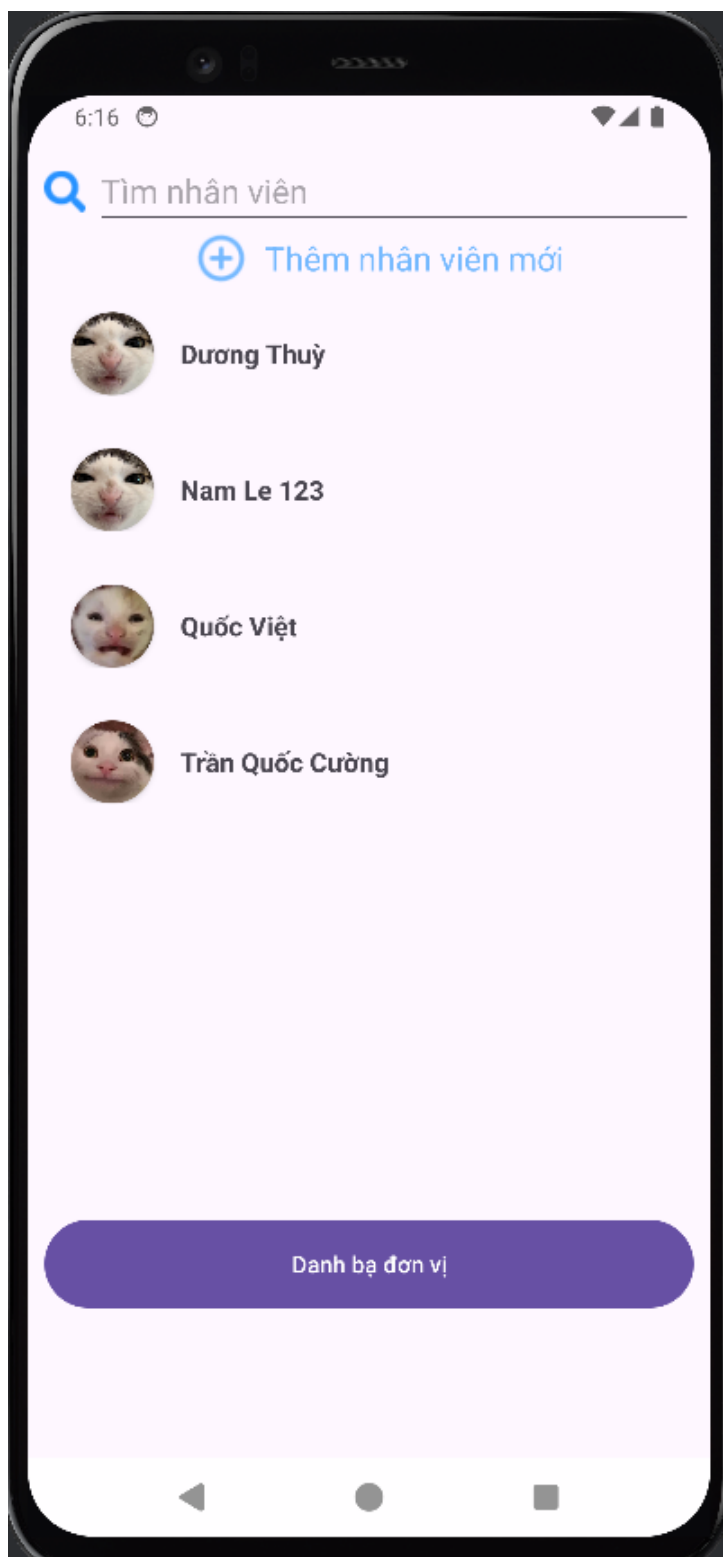 6:16
Tìm nhân viên
Thêm nhân viên mới
Dương Thuỳ
Nam Le 123
Quốc Việt
Trần Quốc Cường
Danh bạ đơn vị